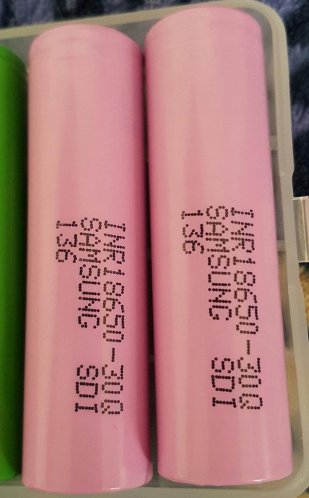 INR18650-30Q
SAMSUNG SDI
136
INR18650-30Q
SAMSUNG SDI
136